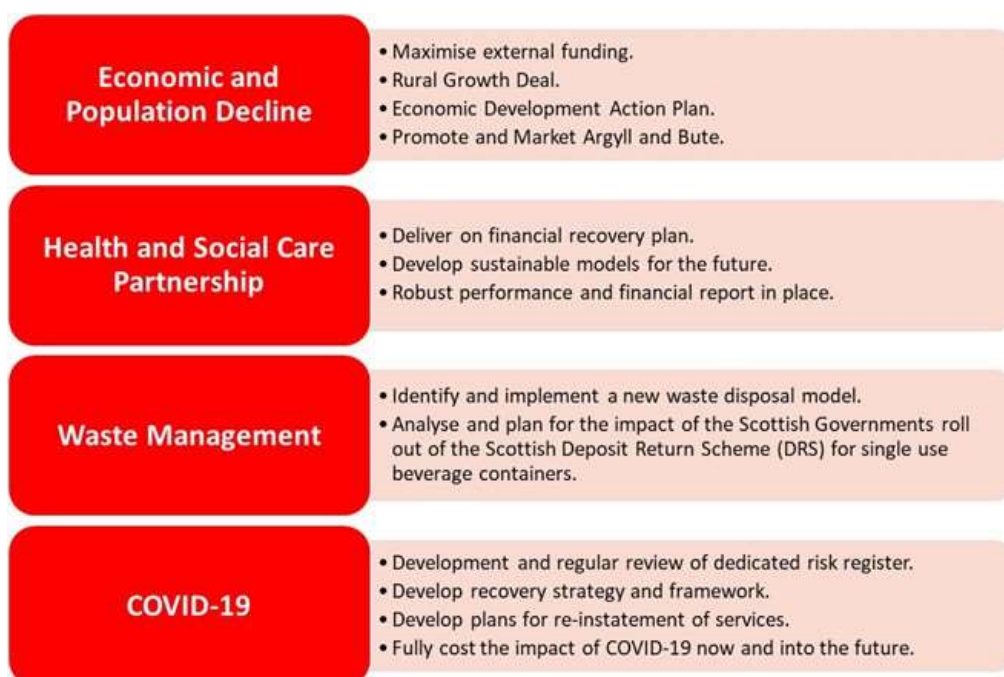 Economic and
Population Decline
• Maximise external funding.
• Rural Growth Deal.
• Economic Development Action Plan.
• Promote and Market Argyll and Bute.
Health and Social Care
Partnership
• Deliver on financial recovery plan.
• Develop sustainable models for the future.
• Robust performance and financial report in place.
Waste Management
• Identify and implement a new waste disposal model.
• Analyse and plan for the impact of the Scottish Governments roll
out of the Scottish Deposit Return Scheme (DRS) for single use
beverage containers.
COVID-19
• Development and regular review of dedicated risk register.
• Develop recovery strategy and framework.
• Develop plans for re-instatement of services.
• Fully cost the impact of COVID-19 now and into the future.